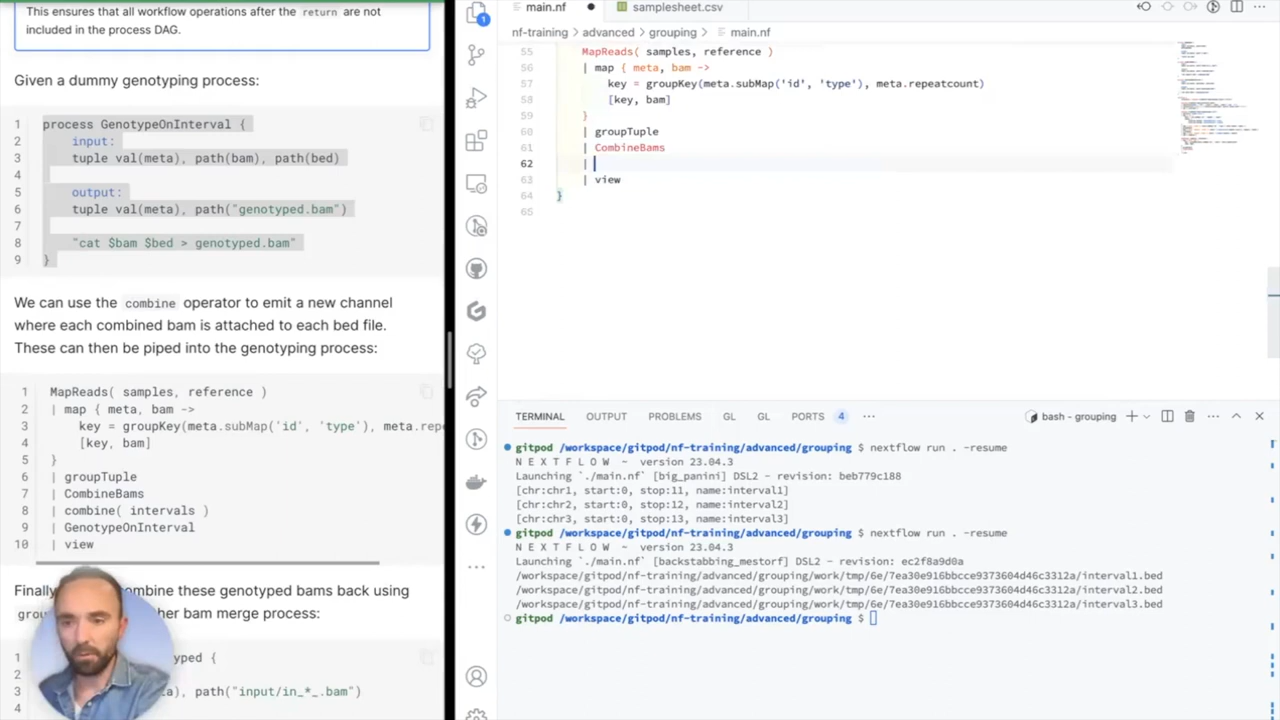 This ensures that all workflow operations after the return are not
included in the process DAG.
Given a dummy genotyping process:
1 process GenotypeOnInterval {
2 input:
3 tuple val(meta), path(bam), path(bed)
4
5 output:
6 tuple val(meta), path("genotyped.bam")
7
8 "cat $bam $bed > genotyped.bam"
9 }
We can use the combine operator to emit a new channel
where each combined bam is attached to each bed file.
These can then be piped into the genotyping process:
1 MapReads( samples, reference )
2 | map { meta, bam ->
3 key = groupKey(meta.subMap('id', 'type'), meta.repe
4 [key, bam]
5 }
6 | groupTuple
7 | CombineBams
8 | combine( intervals )
9 | GenotypeOnInterval
10 | view
Finally ombine these genotyped bams back using
grou her bam merge process:
1 yped {
3 a), path("input/in_*_.bam")
4
main.nf
samplesheet.csv
nf-training > advanced > grouping > main.nf
55 MapReads( samples, reference )
56 | map { meta, bam ->
57 key = groupKey(meta.subMap('id', 'type'), meta.repeatcount)
58 [key, bam]
59 }
60 | groupTuple
61 | CombineBams
62 |
63 | view
64 }
65
TERMINAL OUTPUT PROBLEMS GL GL PORTS 4 ... bash - grouping
gitpod /workspace/gitpod/nf-training/advanced/grouping $ nextflow run . -resume
N E X T F L O W ~ version 23.04.3
Launching `./main.nf` [big_panini] DSL2 - revision: beb779c188
[chr:chr1, start:0, stop:11, name:interval1]
[chr:chr2, start:0, stop:12, name:interval2]
[chr:chr3, start:0, stop:13, name:interval3]
gitpod /workspace/gitpod/nf-training/advanced/grouping $ nextflow run . -resume
N E X T F L O W ~ version 23.04.3
Launching `./main.nf` [backstabbing_mestorf] DSL2 - revision: ec2f8a9d0a
/workspace/gitpod/nf-training/advanced/grouping/work/tmp/6e/7ea30e916bbcce9373604d46c3312a/interval1.bed
/workspace/gitpod/nf-training/advanced/grouping/work/tmp/6e/7ea30e916bbcce9373604d46c3312a/interval2.bed
/workspace/gitpod/nf-training/advanced/grouping/work/tmp/6e/7ea30e916bbcce9373604d46c3312a/interval3.bed
gitpod /workspace/gitpod/nf-training/advanced/grouping $